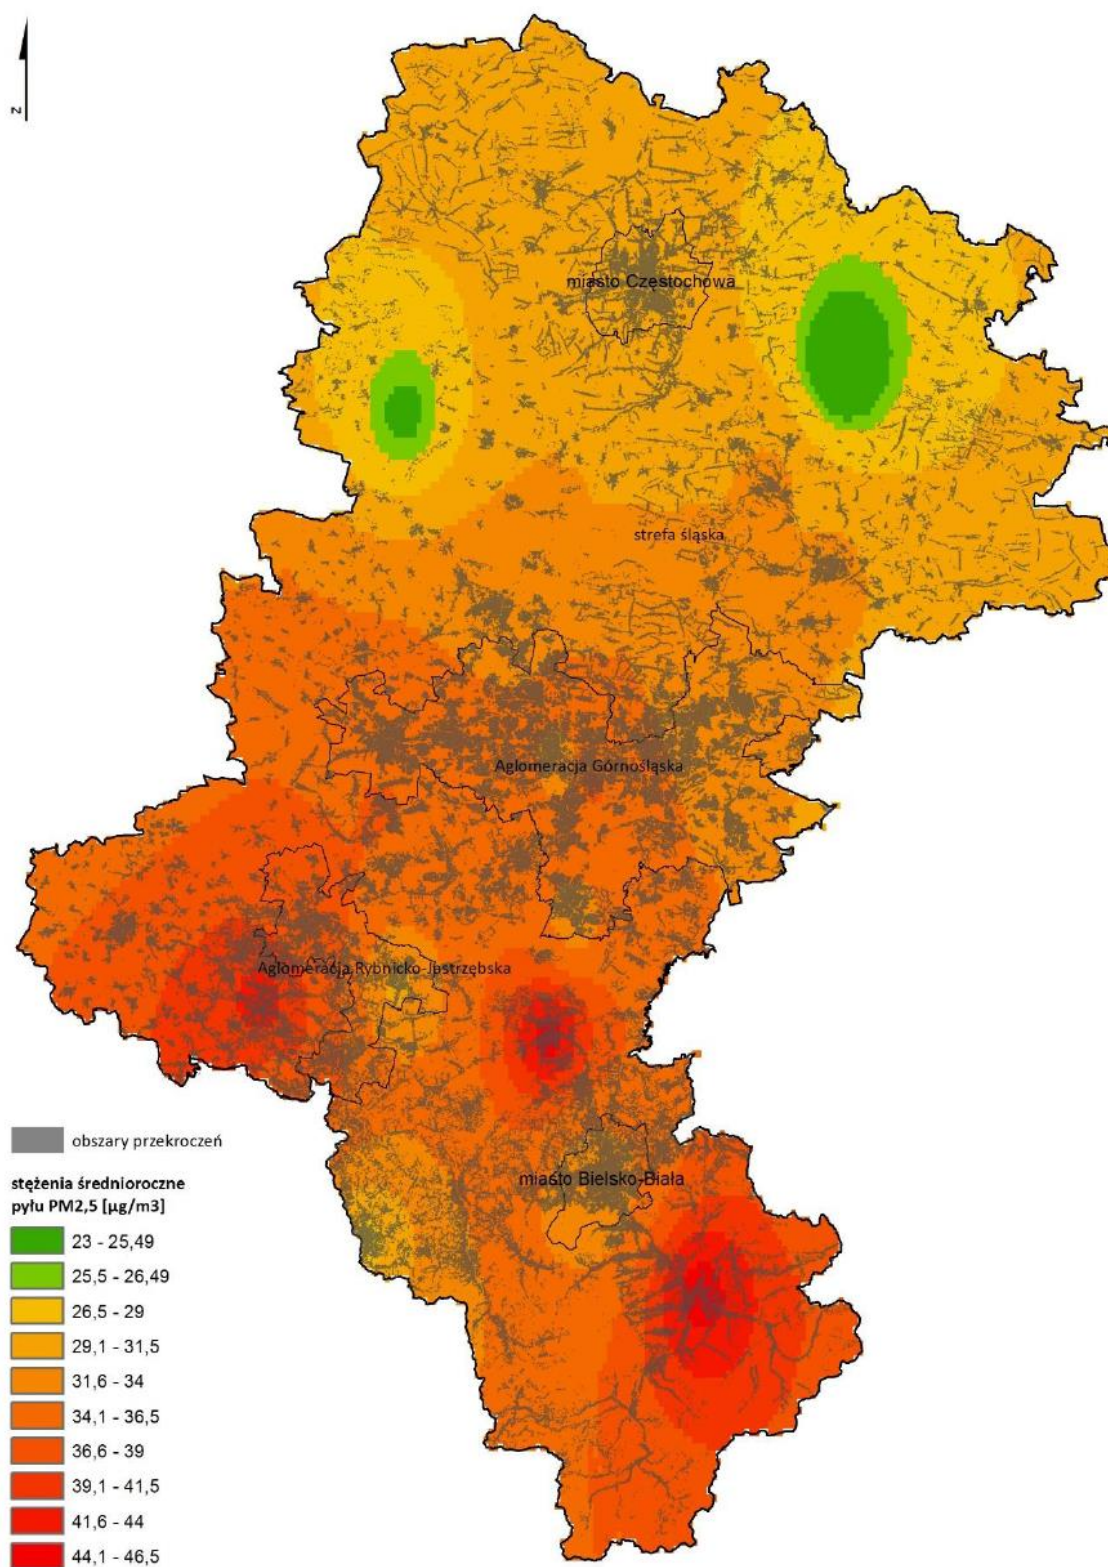 z
miasto Częstochowa
strefa śląska
Aglomeracja Górnośląska
Aglomeracja Rybnicko-Jastrzębska
miasto Bielsko-Biała
obszary przekroczeń
stężenia średnioroczne
pyłu PM2,5 [µg/m3]
23 - 25,49
25,5 - 26,49
26,5 - 29
29,1 - 31,5
31,6 - 34
34,1 - 36,5
36,6 - 39
39,1 - 41,5
41,6 - 44
44,1 - 46,5